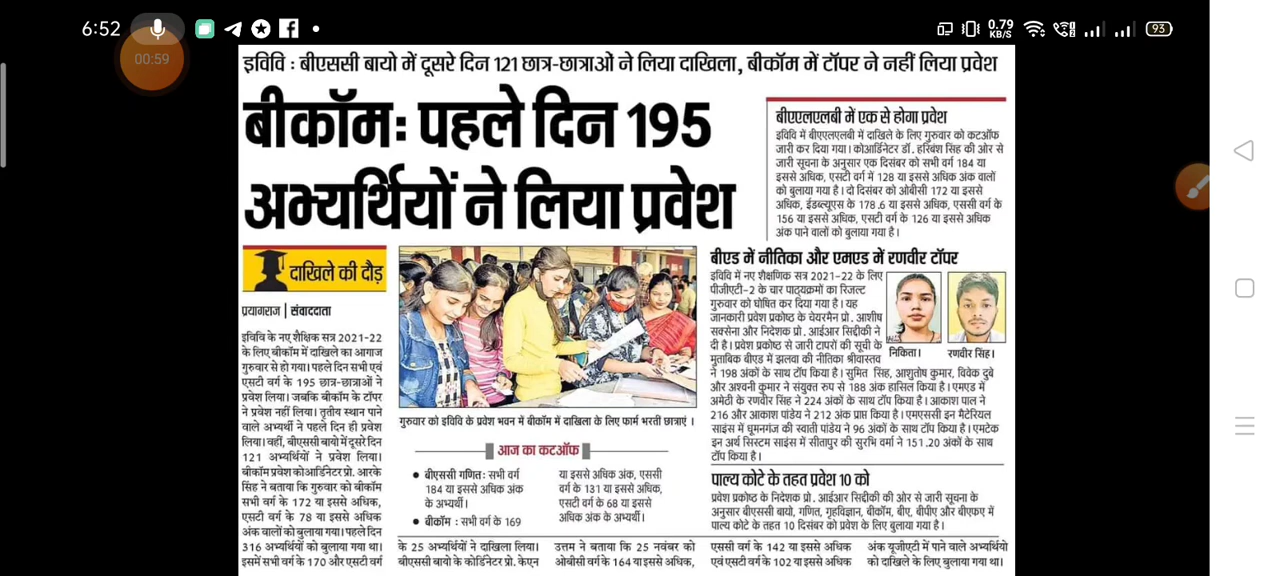 6:52
0.79
KB/S
93
00:59
इविवि : बीएससी बायो में दूसरे दिन 121 छात्र-छात्राओं ने लिया दाखिला, बीकॉम में टॉपर ने नहीं लिया प्रवेश
बीकॉम: पहले दिन 195
अभ्यर्थियों ने लिया प्रवेश
दाखिले की दौड़
प्रयागराज | संवाददाता
इविवि के नए शैक्षिक सत्र 2021-22
के लिए बीकॉम में दाखिले का आगाज
गुरुवार से हो गया। पहले दिन सभी एवं
एसटी वर्ग के 195 छात्र-छात्राओं ने
प्रवेश लिया। जबकि बीकॉम के टॉपर
ने प्रवेश नहीं लिया। तृतीय स्थान पाने
वाले अभ्यर्थी ने पहले दिन ही प्रवेश
लिया। वहीं, बीएससी बायो में दूसरे दिन
121 अभ्यर्थियों ने प्रवेश लिया।
बीकॉम प्रवेश कोआर्डिनेटर प्रो. आरके
सिंह ने बताया कि गुरुवार को बीकॉम
सभी वर्ग के 172 या इससे अधिक,
एसटी वर्ग के 78 या इससे अधिक
अंक वालों को बुलाया गया। पहले दिन
316 अभ्यर्थियों को बुलाया गया था।
इसमें सभी वर्ग के 170 और एसटी वर्ग
गुरुवार को इविवि के प्रवेश भवन में बीकॉम में दाखिला के लिए फार्म भरतीं छात्राएं ।
आज का कटऑफ
● बीएससी गणित: सभी वर्ग
184 या इससे अधिक अंक
के अभ्यर्थी।
● बीकॉम : सभी वर्ग के 169
या इससे अधिक अंक, एससी
वर्ग के 131 या इससे अधिक,
एसटी वर्ग के 68 या इससे
अधिक अंक के अभ्यर्थी।
के 25 अभ्यर्थियों ने दाखिला लिया।
बीएससी बायो के कोर्डिनेटर प्रो. केएन
उत्तम ने बताया कि 25 नवंबर को
ओबीसी वर्ग के 164 या इससे अधिक,
बीएएलएलबी में एक से होगा प्रवेश
इविवि में बीएएलएलबी में दाखिले के लिए गुरुवार को कटऑफ
जारी कर दिया गया। कोआर्डिनेटर डॉ. हरिबंश सिंह की ओर से
जारी सूचना के अनुसार एक दिसंबर को सभी वर्ग 184 या
इससे अधिक, एसटी वर्ग में 128 या इससे अधिक अंक वालों
को बुलाया गया है। दो दिसंबर को ओबीसी 172 या इससे
अधिक, ईडब्ल्यूएस के 178.6 या इससे अधिक, एससी वर्ग के
156 या इससे अधिक, एसटी वर्ग के 126 या इससे अधिक
अंक पाने वालों को बुलाया गया है।
बीएड में नीतिका और एमएड में रणवीर टॉपर
इविवि में नए शैक्षणिक सत्र 2021-22 के लिए
पीजीएटी-2 के चार पाठ्यक्रमों का रिजल्ट
गुरुवार को घोषित कर दिया गया है। यह
जानकारी प्रवेश प्रकोष्ठ के चेयरमैन प्रो. आशीष
सक्सेना और निदेशक प्रो. आईआर सिद्दीकी ने
दी है। प्रवेश प्रकोष्ठ से जारी टापरों की सूची के
मुताबिक बीएड में झलवा की नीतिका श्रीवास्तव
ने 198 अंकों के साथ टॉप किया है। सुमित सिंह, आशुतोष कुमार, विवेक दुबे
और अश्वनी कुमार ने संयुक्त रुप से 188 अंक हासिल किया है। एमएड में
अमेठी के रणवीर सिंह ने 224 अंकों के साथ टॉप किया है। आकाश पाल ने
216 और आकाश पांडेय ने 212 अंक प्राप्त किया है। एमएससी इन मैटेरियल
साइंस में धूमनगंज की स्वाती पांडेय ने 96 अंकों के साथ टॉप किया है। एमटेक
इन अर्थ सिस्टम साइंस में सीतापुर की सुरभि वर्मा ने 151.20 अंकों के साथ
टॉप किया है।
निकिता।
रणवीर सिंह।
पाल्य कोटे के तहत प्रवेश 10 को
प्रवेश प्रकोष्ठ के निदेशक प्रो. आईआर सिद्दीकी की ओर से जारी सूचना के
अनुसार बीएससी बायो, गणित, गृहविज्ञान, बीकॉम, बीए, बीपीए और बीएफए में
पाल्य कोटे के तहत 10 दिसंबर को प्रवेश के लिए बुलाया गया है।
एससी वर्ग के 142 या इससे अधिक
एवं एसटी वर्ग के 102 या इससे अधिक
अंक यूजीएटी में पाने वाले अभ्यर्थियों
को दाखिले के लिए बुलाया गया था।